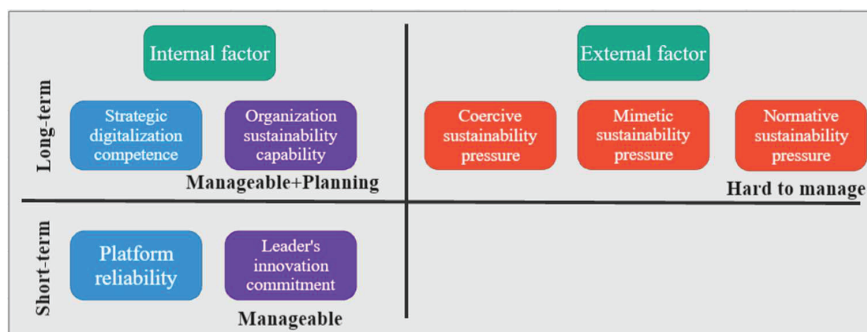 Internal factor
External factor
Long-term
Strategic
digitalization
competence
Organization
sustainability
capability
Manageable+Planning
Coercive
sustainability
pressure
Mimetic
sustainability
pressure
Normative
sustainability
pressure
Hard to manage
Short-term
Platform
reliability
Leader's
innovation
commitment
Manageable